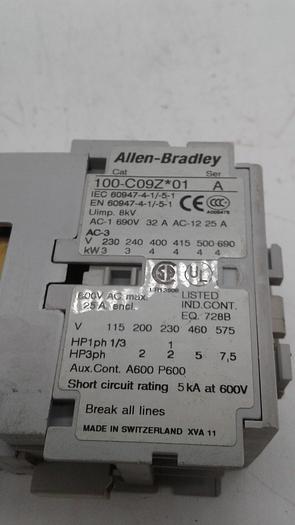 Allen-Bradley
Cat Ser
100-C09Z*01 A
IEC 60947-4-1/-5-1
EN 60947-4-1/-5-1
Uimp. 8kV
AC-1 690V 32 A AC-12 25 A
AC-3
V 230 240 400 415 500-690
kW 3 3 4 4 4
CE
UL
600V AC max.
25 A encl.
LISTED
IND.CONT.
EQ. 728B
V 115 200 230 460 575
HP1ph 1/3 1
HP3ph 2 2 5 7,5
Aux.Cont. A600 P600
Short circuit rating 5 kA at 600V
Break all lines
MADE IN SWITZERLAND XVA 11